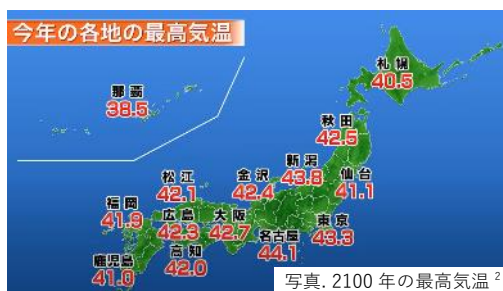 今年の各地の最高気温
札幌
40.5
那覇
38.5
秋田
42.5
新潟
43.8
仙台
41.1
金沢
42.4
松江
42.1
福岡
41.9
広島
42.3
大阪
42.7
名古屋
44.1
東京
43.3
高知
42.0
鹿児島
41.0
写真. 2100 年の最高気温 2